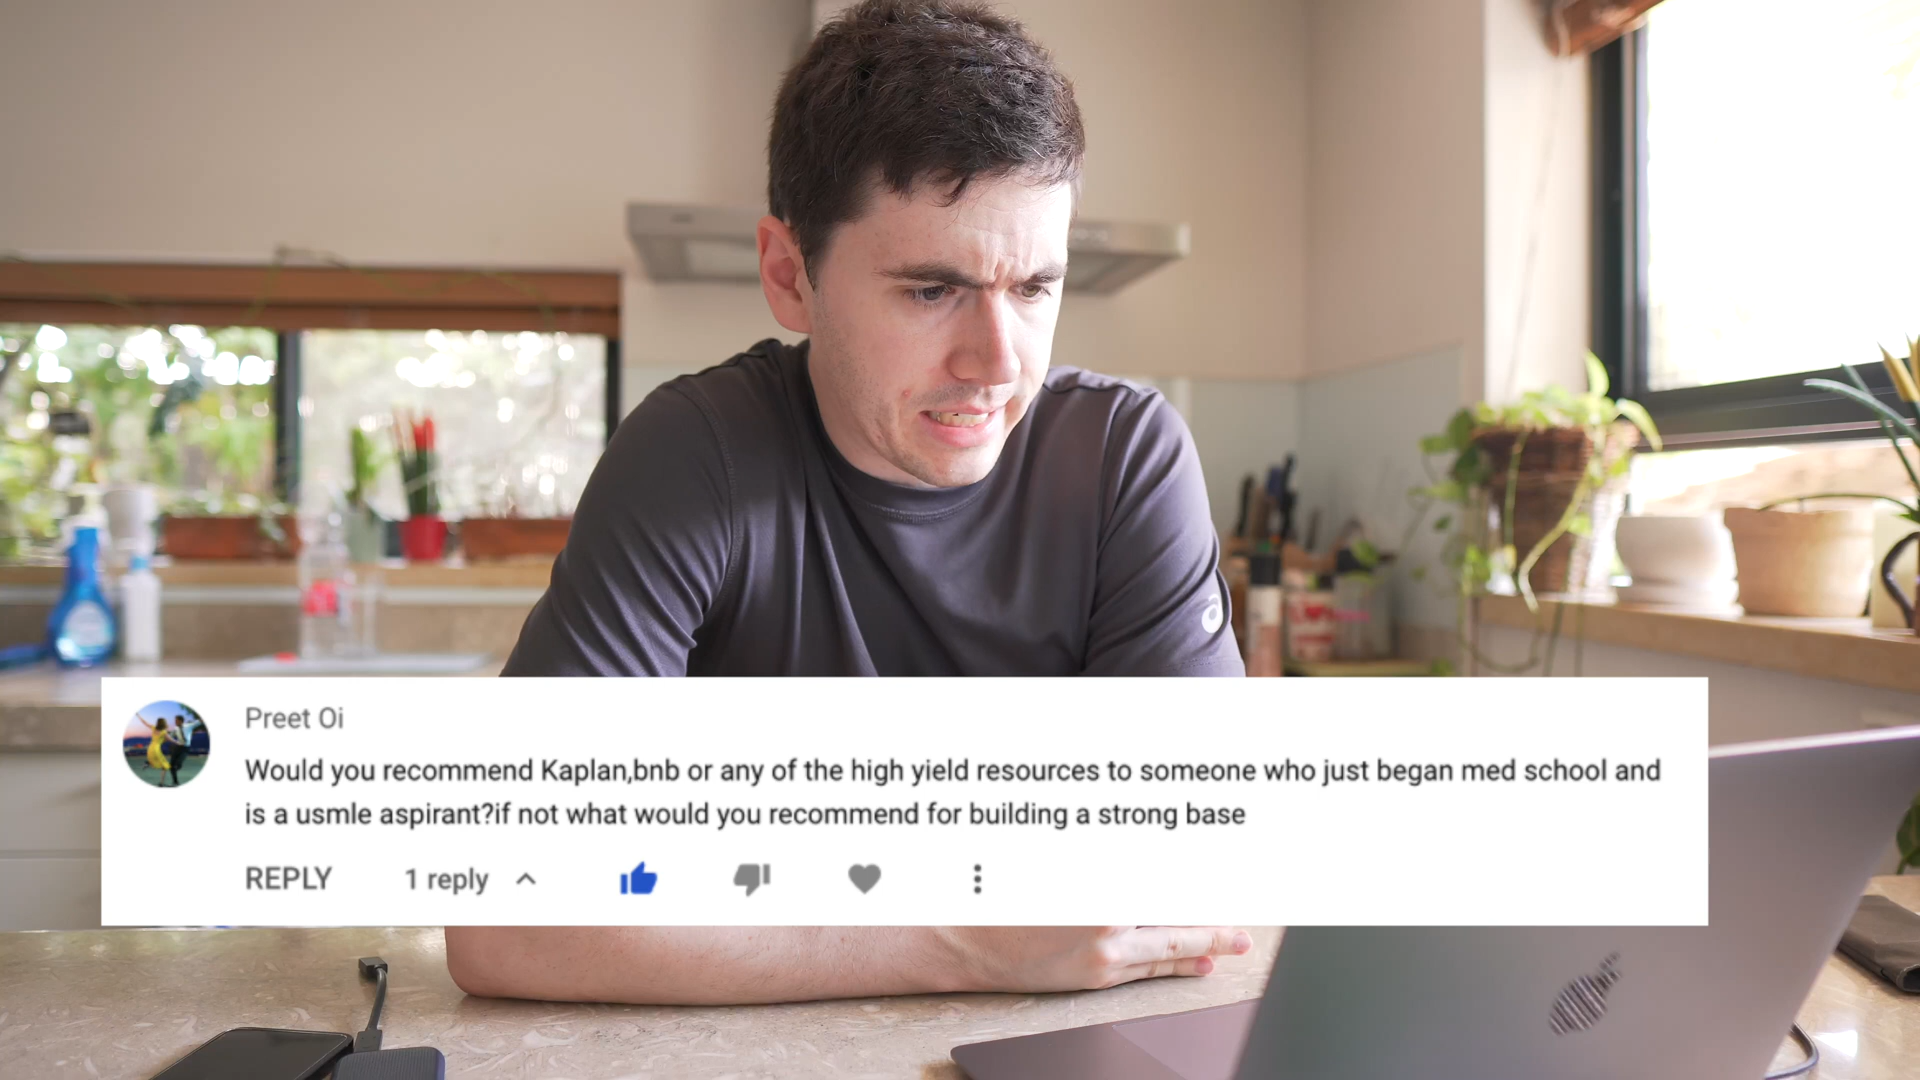 Preet Oi
Would you recommend Kaplan,bnb or any of the high yield resources to someone who just began med school and
is a usmle aspirant?if not what would you recommend for building a strong base
REPLY 1 reply